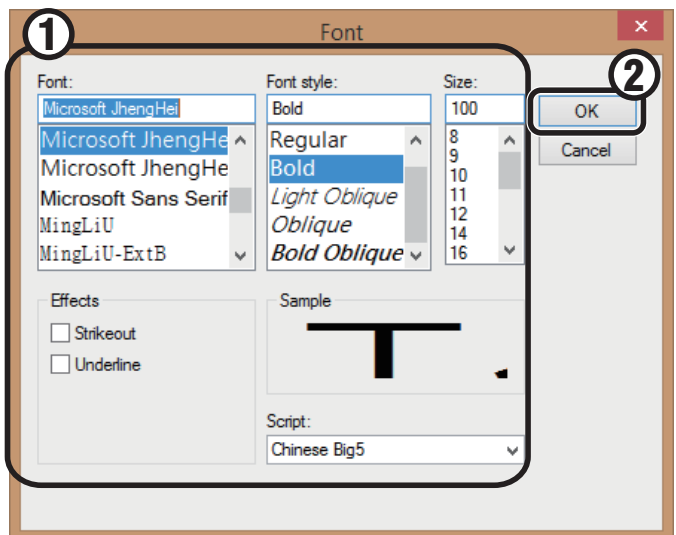 1
Font
×
2
Font:
Microsoft JhengHei
Microsoft JhengHe
Microsoft JhengHe
Microsoft Sans Serif
MingLiU
MingLiU-ExtB
Font style:
Bold
Regular
Bold
Light Oblique
Oblique
Bold Oblique
Size:
100
8
9
10
11
12
14
16
OK
Cancel
Effects
Strikeout
Underline
Sample
Script:
Chinese Big5